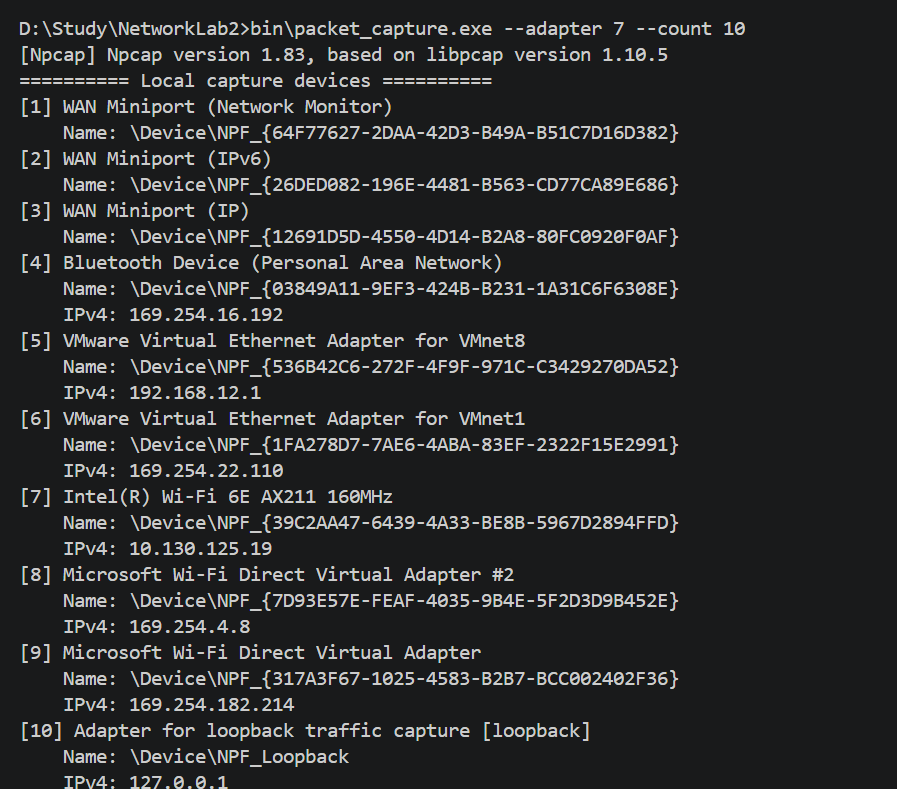 D:\Study\NetworkLab2>bin\packet_capture.exe --adapter 7 --count 10
[Npcap] Npcap version 1.83, based on libpcap version 1.10.5
========== Local capture devices ==========
[1] WAN Miniport (Network Monitor)
    Name: \Device\NPF_{64F77627-2DAA-42D3-B49A-B51C7D16D382}
[2] WAN Miniport (IPv6)
    Name: \Device\NPF_{26DED082-196E-4481-B563-CD77CA89E686}
[3] WAN Miniport (IP)
    Name: \Device\NPF_{12691D5D-4550-4D14-B2A8-80FC0920F0AF}
[4] Bluetooth Device (Personal Area Network)
    Name: \Device\NPF_{03849A11-9EF3-424B-B231-1A31C6F6308E}
    IPv4: 169.254.16.192
[5] VMware Virtual Ethernet Adapter for VMnet8
    Name: \Device\NPF_{536B42C6-272F-4F9F-971C-C3429270DA52}
    IPv4: 192.168.12.1
[6] VMware Virtual Ethernet Adapter for VMnet1
    Name: \Device\NPF_{1FA278D7-7AE6-4ABA-83EF-2322F15E2991}
    IPv4: 169.254.22.110
[7] Intel(R) Wi-Fi 6E AX211 160MHz
    Name: \Device\NPF_{39C2AA47-6439-4A33-BE8B-5967D2894FFD}
    IPv4: 10.130.125.19
[8] Microsoft Wi-Fi Direct Virtual Adapter #2
    Name: \Device\NPF_{7D93E57E-FEAF-4035-9B4E-5F2D3D9B452E}
    IPv4: 169.254.4.8
[9] Microsoft Wi-Fi Direct Virtual Adapter
    Name: \Device\NPF_{317A3F67-1025-4583-B2B7-BCC002402F36}
    IPv4: 169.254.182.214
[10] Adapter for loopback traffic capture [loopback]
    Name: \Device\NPF_Loopback
    IPv4: 127.0.0.1